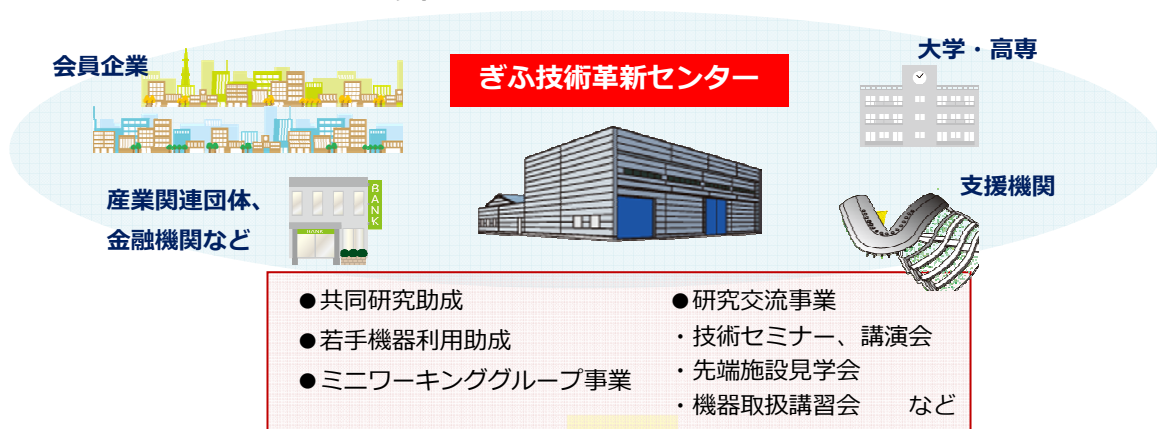 ぎふ技術革新センター
会員企業
大学・高専
産業関連団体、
金融機関など
BANK
BANK
支援機関
●共同研究助成
●若手機器利用助成
●ミニワーキンググループ事業
●研究交流事業
・技術セミナー、講演会
・先端施設見学会
・機器取扱講習会 など